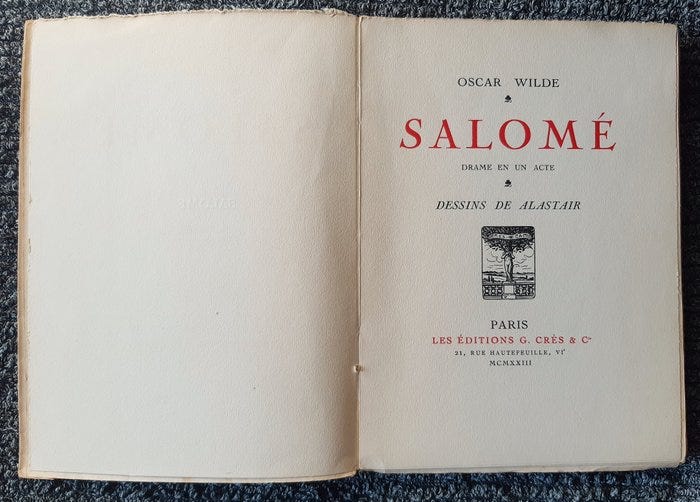 OSCAR WILDE
SALOMÉ
DRAME EN UN ACTE
DESSINS DE ALASTAIR
PARIS
LES ÉDITIONS G. CRÈS & Cⁱᵉ
21, RUE HAUTEFEUILLE, VIᵉ
MCMXXIII